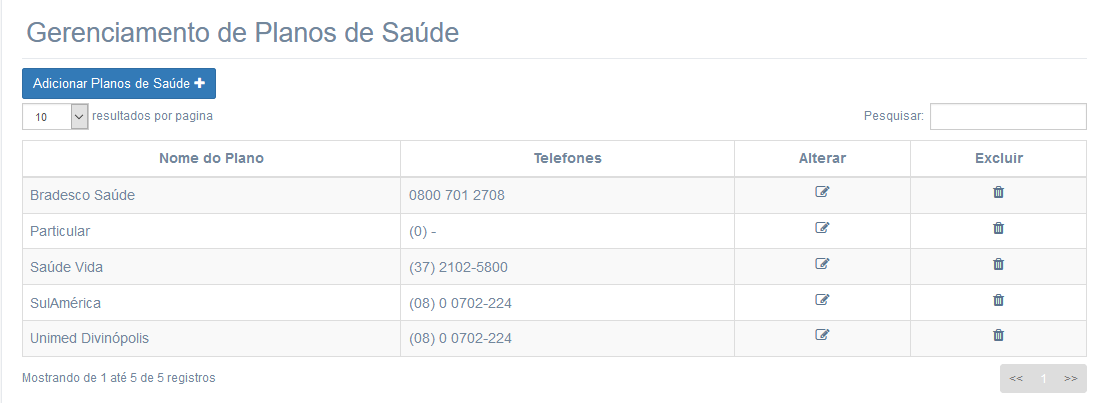 Gerenciamento de Planos de Saúde
Adicionar Planos de Saúde
10 resultados por pagina Pesquisar:
Nome do Plano Telefones Alterar Excluir
Bradesco Saúde 0800 701 2708
Particular (0) -
Saúde Vida (37) 2102-5800
SulAmérica (08) 0 0702-224
Unimed Divinópolis (08) 0 0702-224
Mostrando de 1 até 5 de 5 registros << 1 >>